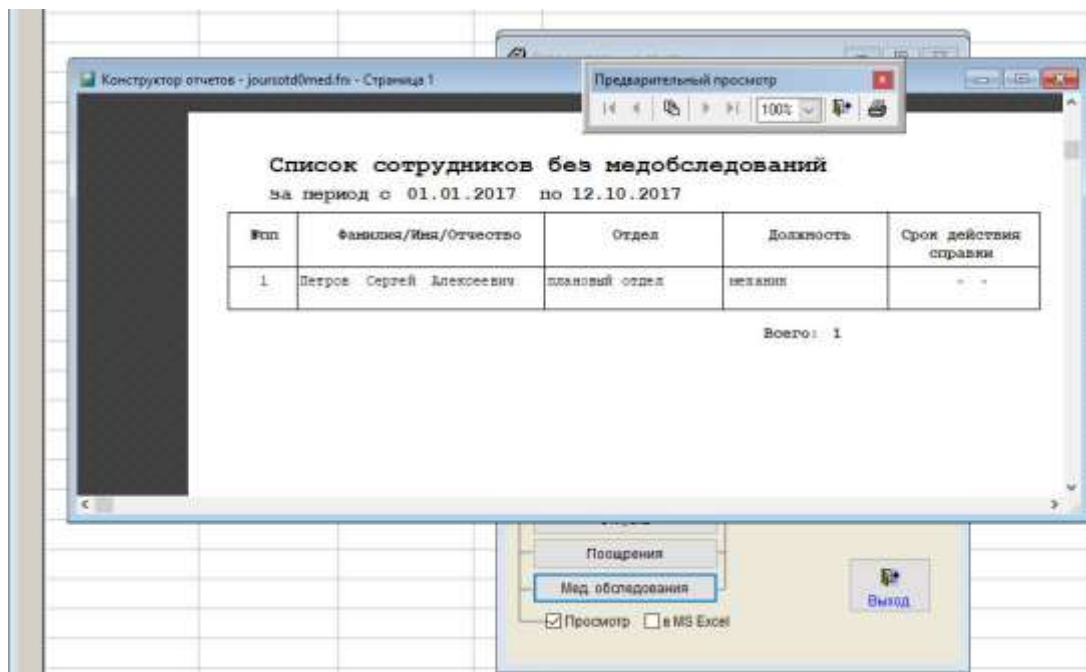 Конструктор отчетов - joursotd0med.frx - Страница 1
Предварительный просмотр
100%
Список сотрудников без медобследований
за период с 01.01.2017 по 12.10.2017
№пп Фамилия/Имя/Отчество Отдел Должность Срок действия справки
1 Петров Сергей Алексеевич плановый отдел механик - -
Всего: 1
Поощрения
Мед. обследования
Просмотр в MS Excel
Выход